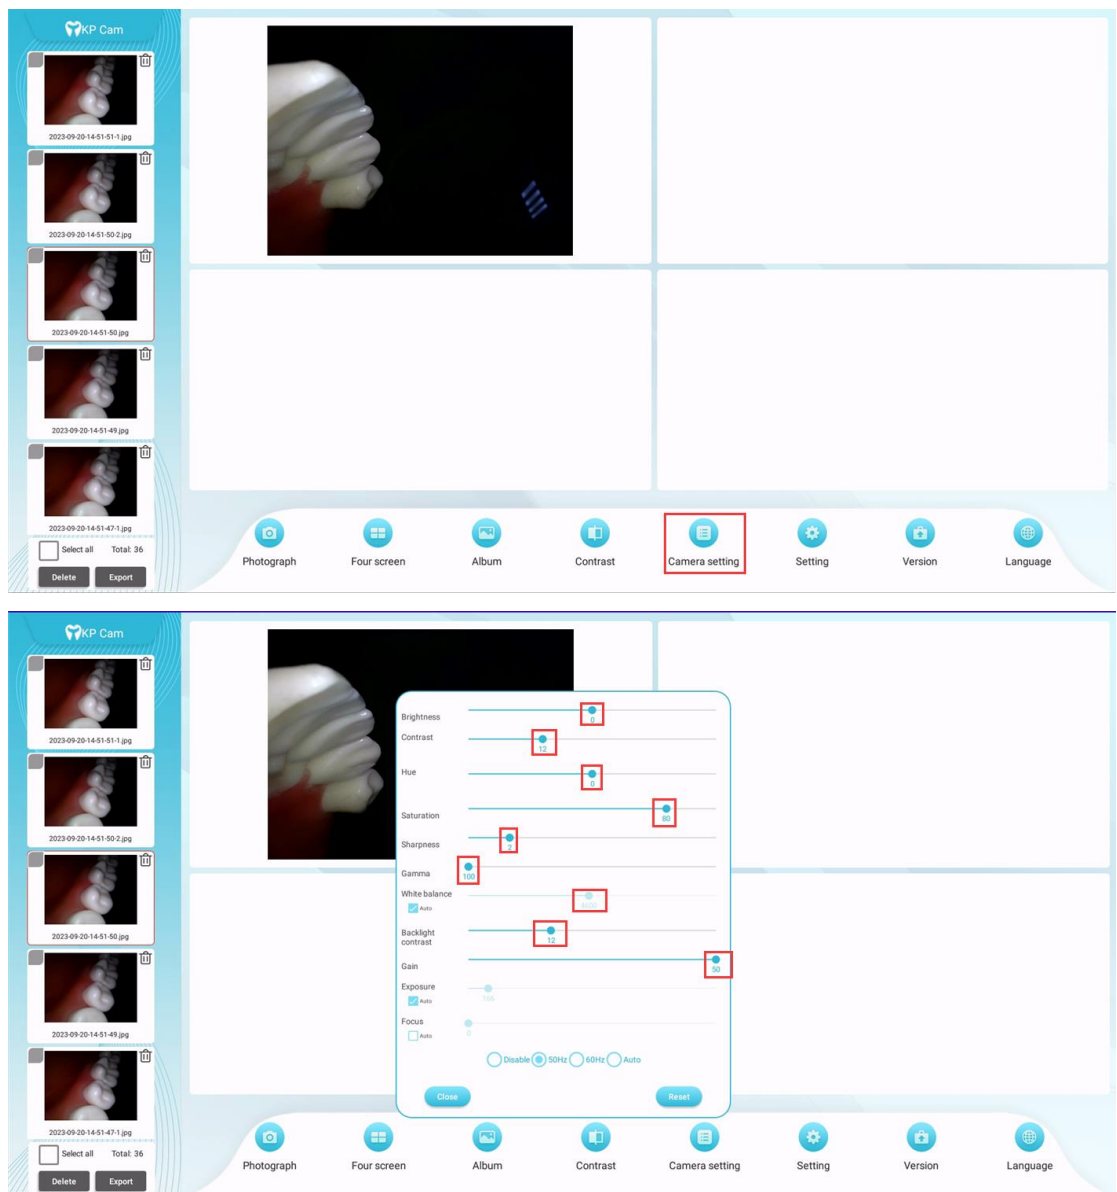 KP Cam
2023-09-20-14-51-51-1.jpg
2023-09-20-14-51-50-2.jpg
2023-09-20-14-51-50.jpg
2023-09-20-14-51-49.jpg
2023-09-20-14-51-47-1.jpg
Select all Total: 36
Delete Export
Photograph Four screen Album Contrast Camera setting Setting Version Language
KP Cam
2023-09-20-14-51-51-1.jpg
2023-09-20-14-51-50-2.jpg
2023-09-20-14-51-50.jpg
2023-09-20-14-51-49.jpg
2023-09-20-14-51-47-1.jpg
Select all Total: 36
Delete Export
Brightness
0
Contrast
12
Hue
0
Saturation
80
Sharpness
2
Gamma
100
White balance
Auto
Backlight
contrast
12
Gain
50
Exposure
Auto
Focus
0
Auto
Disable 50Hz 60Hz Auto
Close Reset
Photograph Four screen Album Contrast Camera setting Setting Version Language